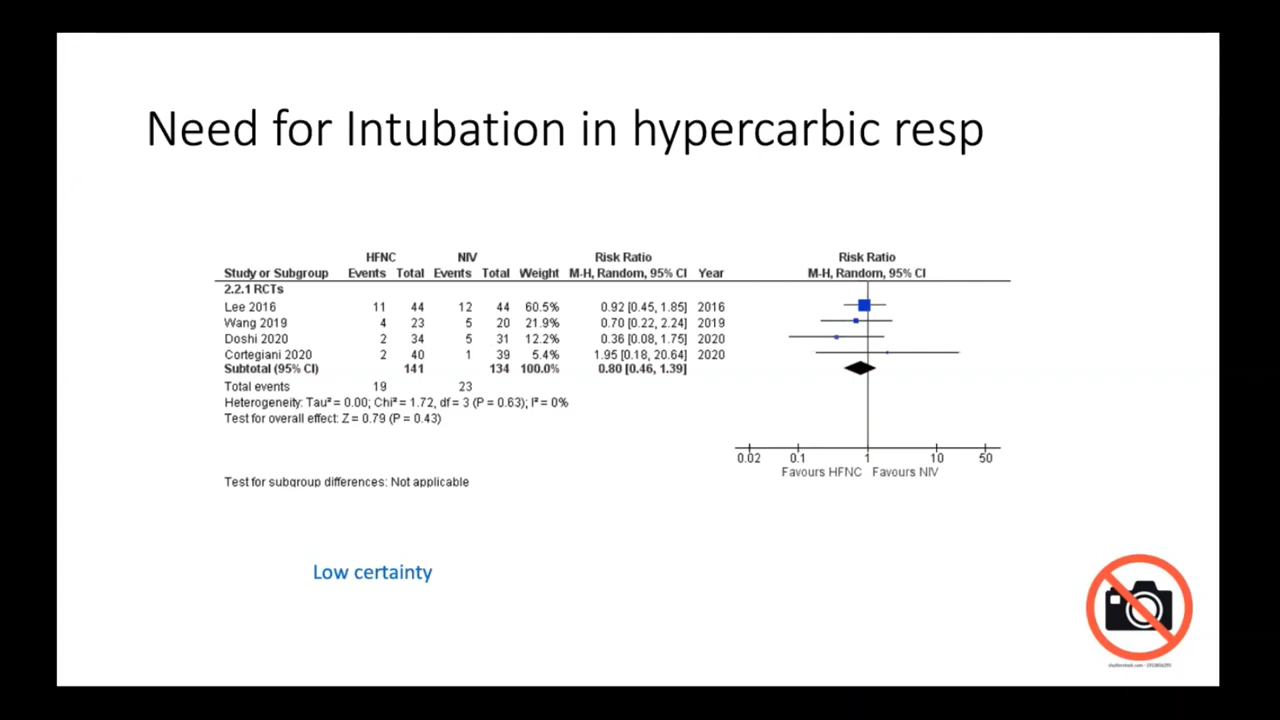 Need for Intubation in hypercarbic resp
HFNC NIV Risk Ratio Risk Ratio
Study or Subgroup Events Total Events Total Weight M-H, Random, 95% CI Year M-H, Random, 95% CI
2.2.1 RCTs
Lee 2016 11 44 12 44 60.5% 0.92 [0.45, 1.85] 2016
Wang 2019 4 23 5 20 21.9% 0.70 [0.22, 2.24] 2019
Doshi 2020 2 34 5 31 12.2% 0.36 [0.08, 1.75] 2020
Cortegiani 2020 2 40 1 39 5.4% 1.95 [0.18, 20.64] 2020
Subtotal (95% CI) 141 134 100.0% 0.80 [0.46, 1.39]
Total events 19 23
Heterogeneity: Tau² = 0.00; Chi² = 1.72, df = 3 (P = 0.63); I² = 0%
Test for overall effect: Z = 0.79 (P = 0.43)
0.02 0.1 1 10 50
Favours HFNC Favours NIV
Test for subgroup differences: Not applicable
Low certainty